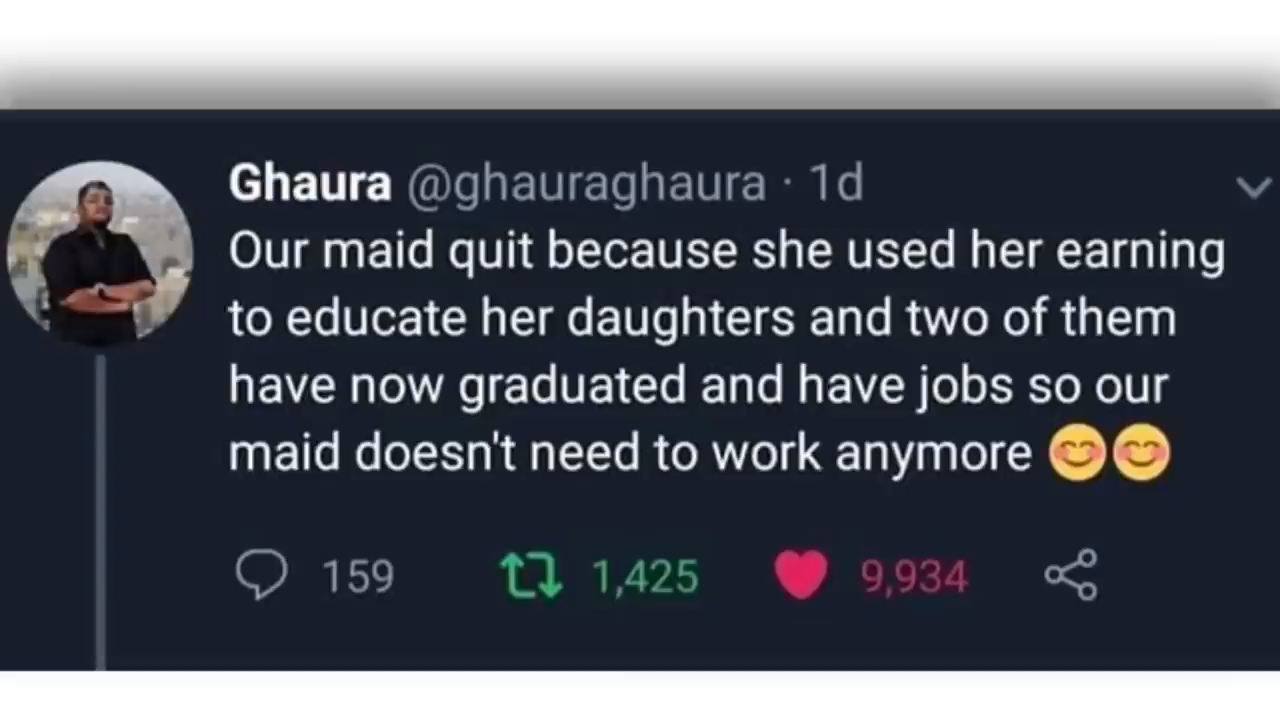 Ghaura @ghauraghaura · 1d
Our maid quit because she used her earning
to educate her daughters and two of them
have now graduated and have jobs so our
maid doesn't need to work anymore 😊😊
159 1,425 9,934